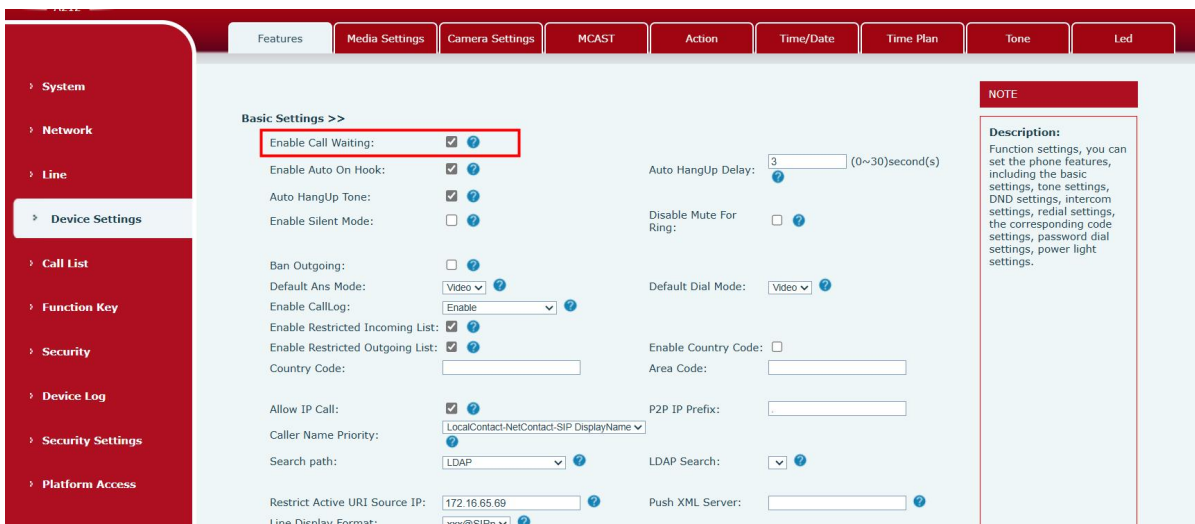 Features Media Settings Camera Settings MCAST Action Time/Date Time Plan Tone Led
System
Network
Line
Device Settings
Call List
Function Key
Security
Device Log
Security Settings
Platform Access
Basic Settings >>
Enable Call Waiting:
Enable Auto On Hook: Auto HangUp Delay: 3 (0~30)second(s)
Auto HangUp Tone:
Enable Silent Mode: Disable Mute For
Ring:
Ban Outgoing:
Default Ans Mode: Video Default Dial Mode: Video
Enable CallLog: Enable
Enable Restricted Incoming List:
Enable Restricted Outgoing List: Enable Country Code:
Country Code: Area Code:
Allow IP Call: P2P IP Prefix: .
Caller Name Priority: LocalContact-NetContact-SIP DisplayName
Search path: LDAP LDAP Search:
Restrict Active URI Source IP: 172.16.65.69 Push XML Server:
Line Display Format: xxx@SIPn
NOTE
Description:
Function settings, you can
set the phone features,
including the basic
settings, tone settings,
DND settings, intercom
settings, redial settings,
the corresponding code
settings, password dial
settings, power light
settings.